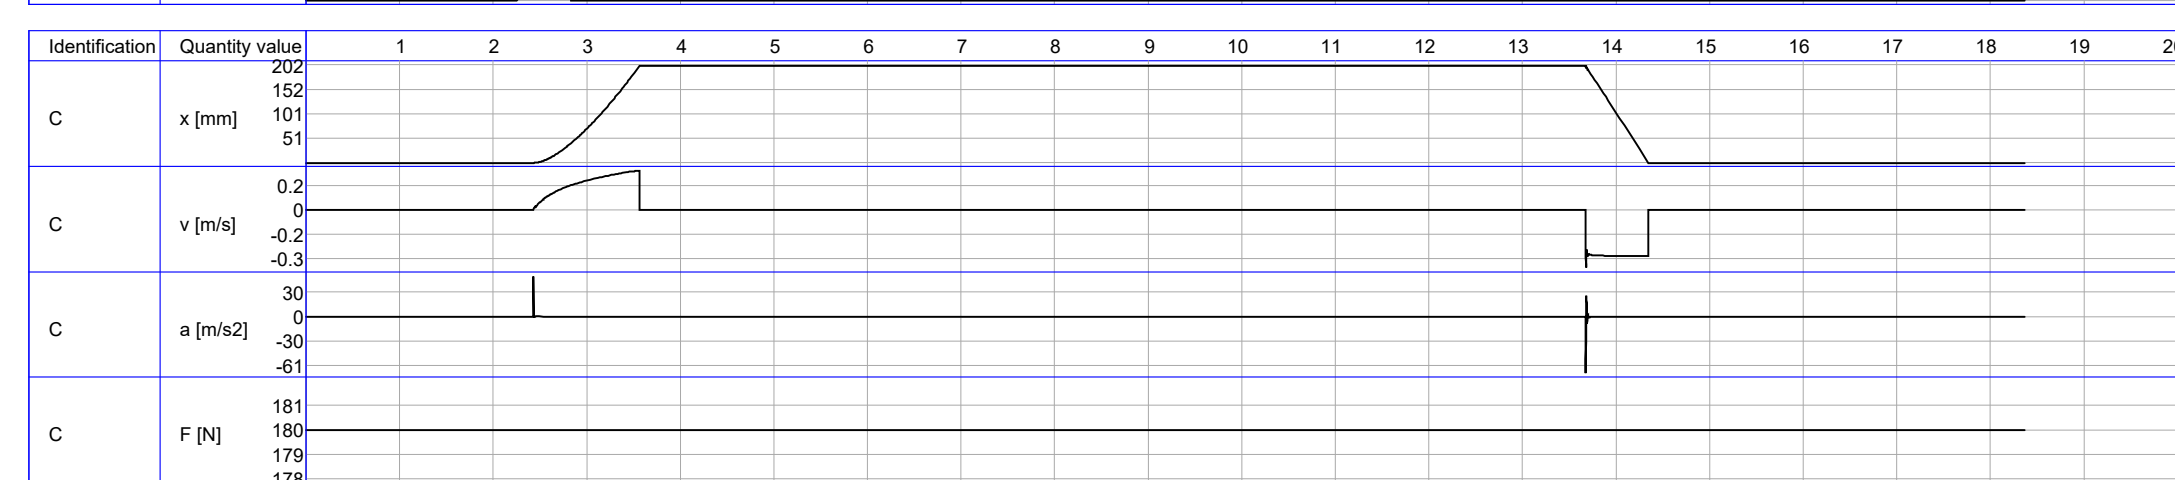 Identification Quantity value 1 2 3 4 5 6 7 8 9 10 11 12 13 14 15 16 17 18 19
202
152
C x [mm] 101
51
0.2
0
C v [m/s] -0.2
-0.3
30
0
C a [m/s2] -30
-61
181
C F [N] 180
179
178